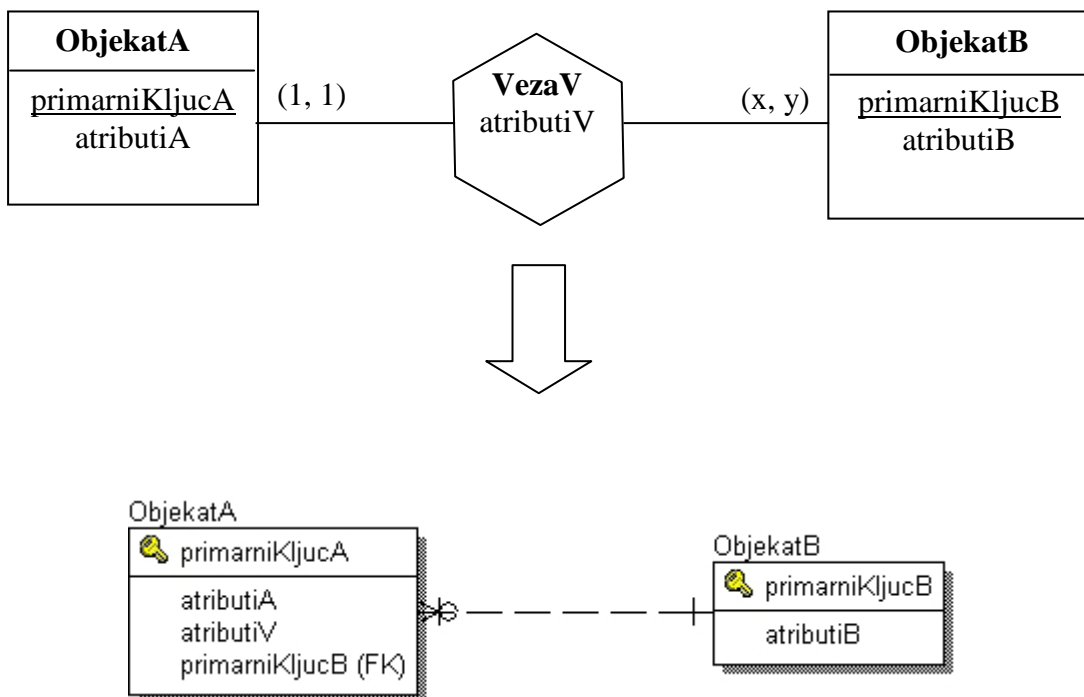 ObjekatA
primarniKljucA
atributiA
(1, 1)
VezaV
atributiV
(x, y)
ObjekatB
primarniKljucB
atributiB
ObjekatA
primarniKljucA
atributiA
atributiV
primarniKljucB (FK)
ObjekatB
primarniKljucB
atributiB